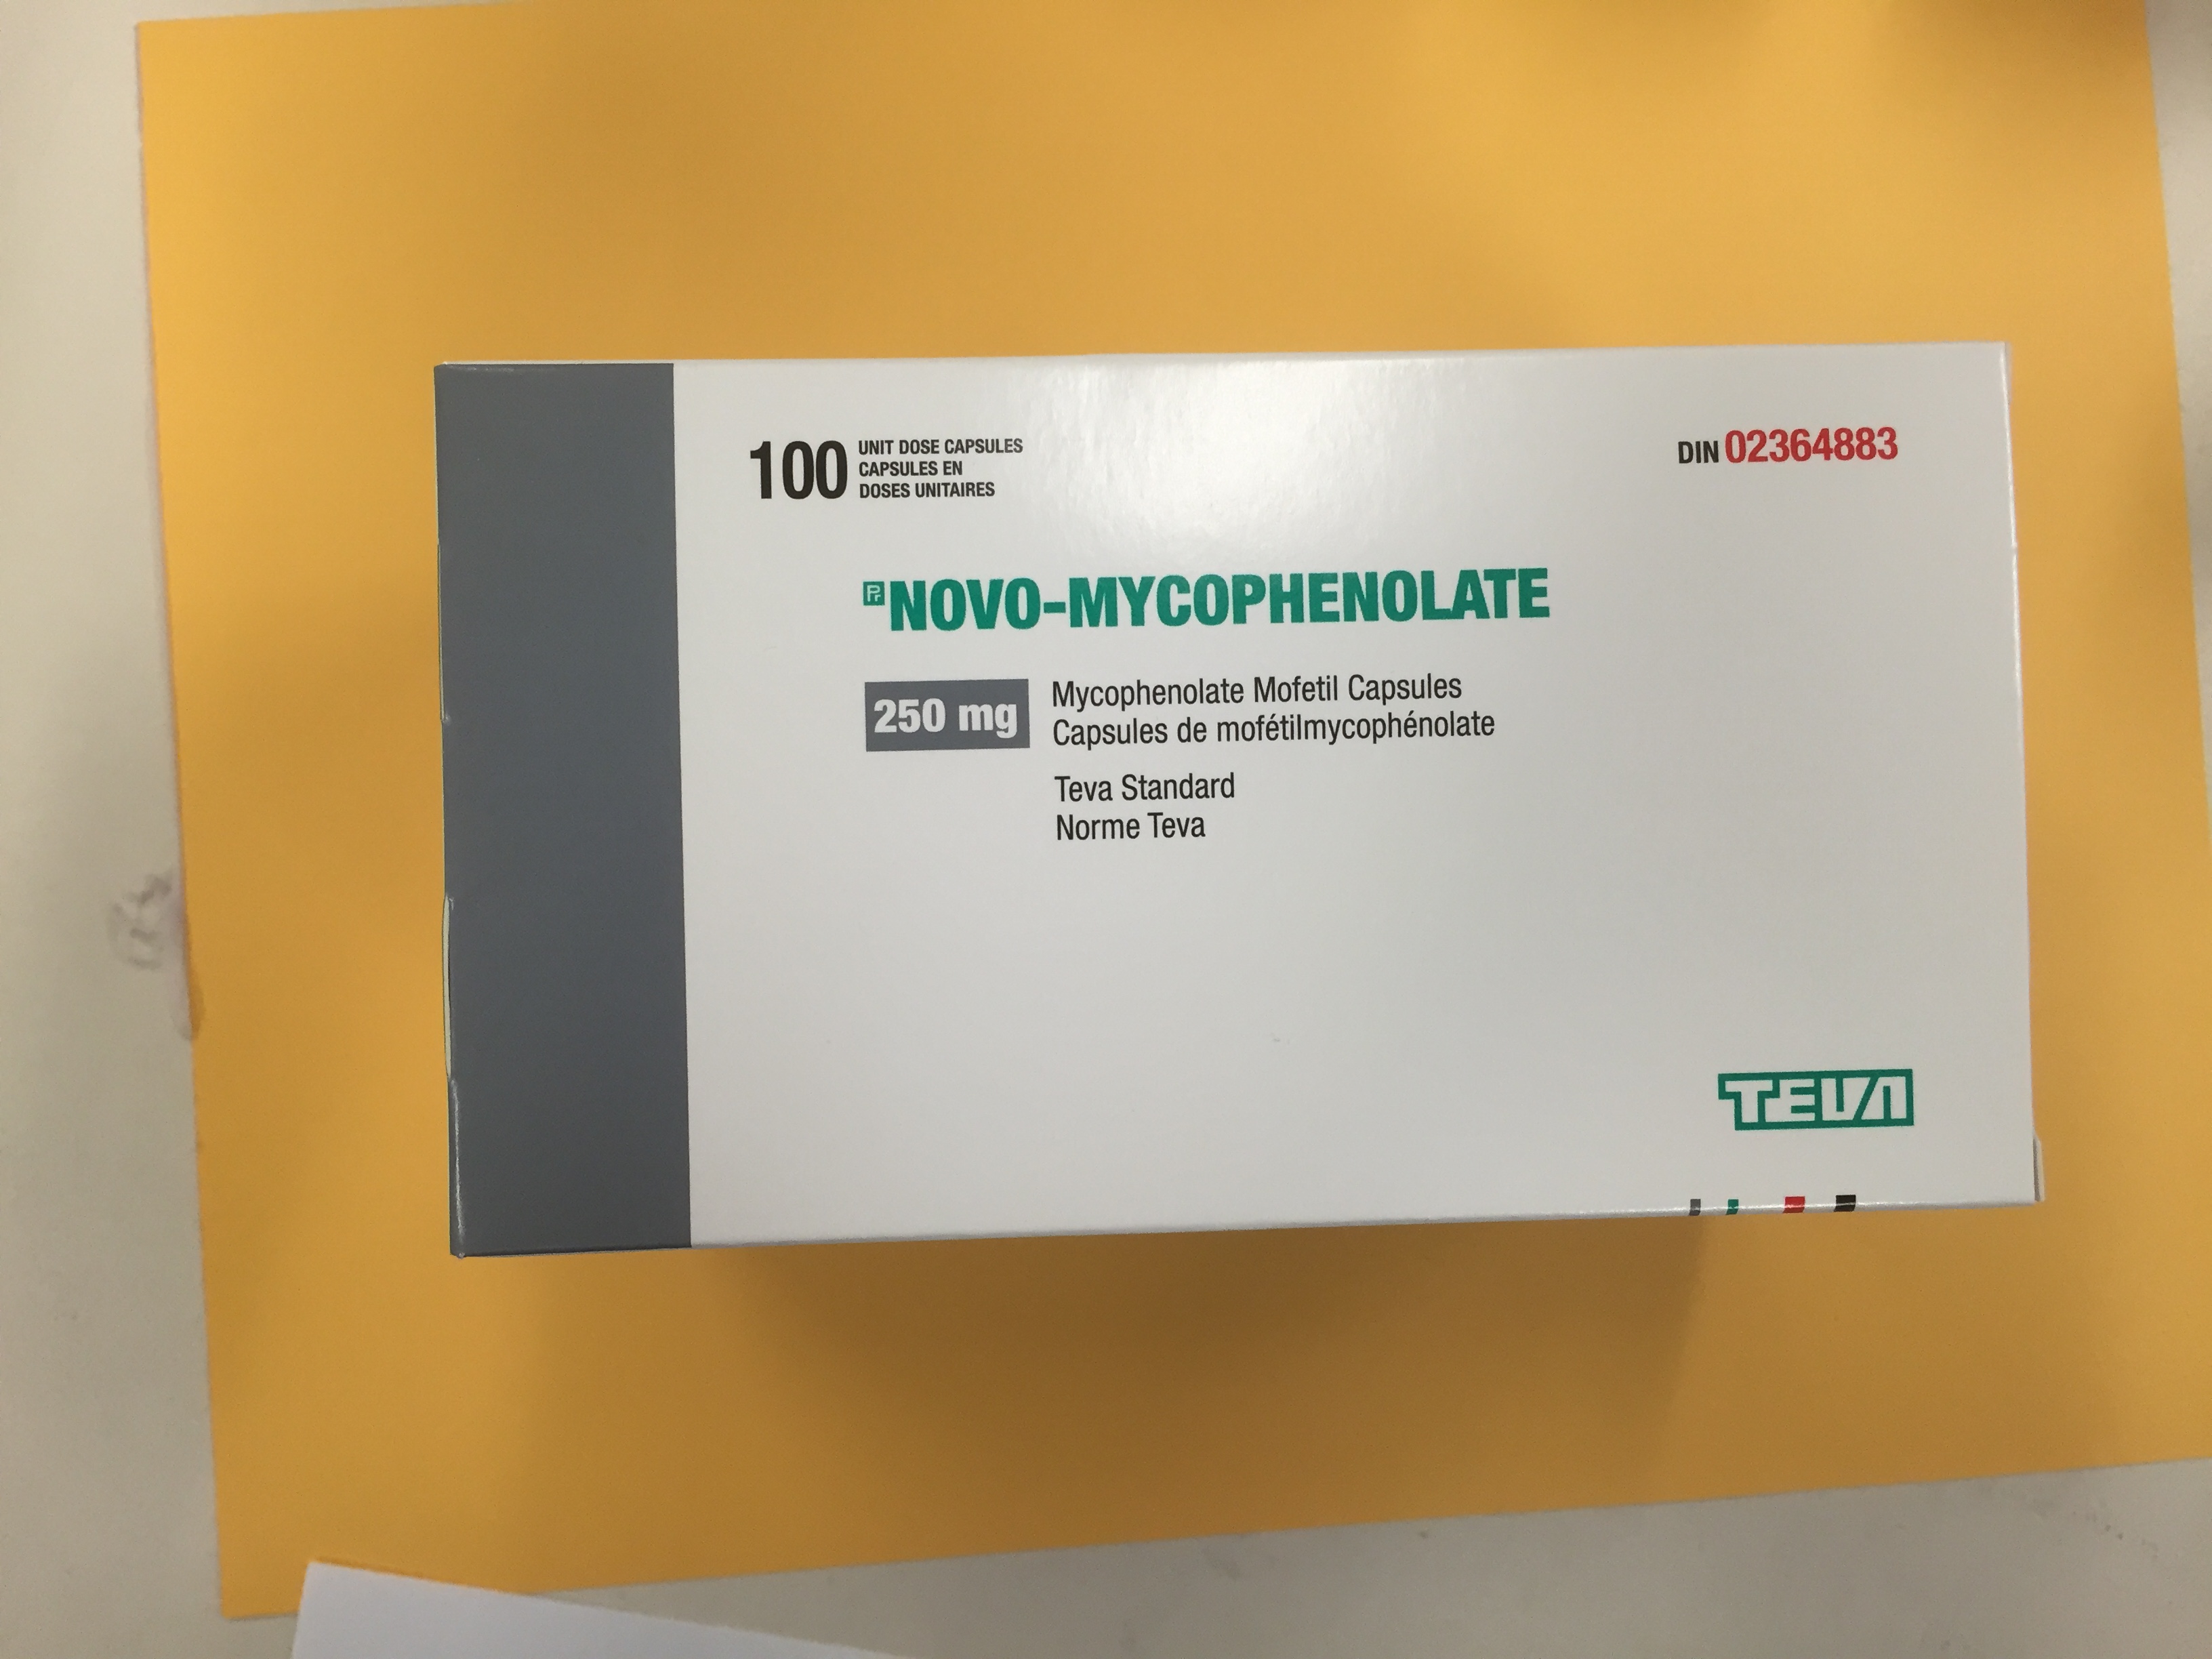 100
UNIT DOSE CAPSULES
CAPSULES EN
DOSES UNITAIRES
DIN 02364883
Pr NOVO-MYCOPHENOLATE
250 mg
Mycophenolate Mofetil Capsules
Capsules de mofétilmycophénolate
Teva Standard
Norme Teva
TEVA